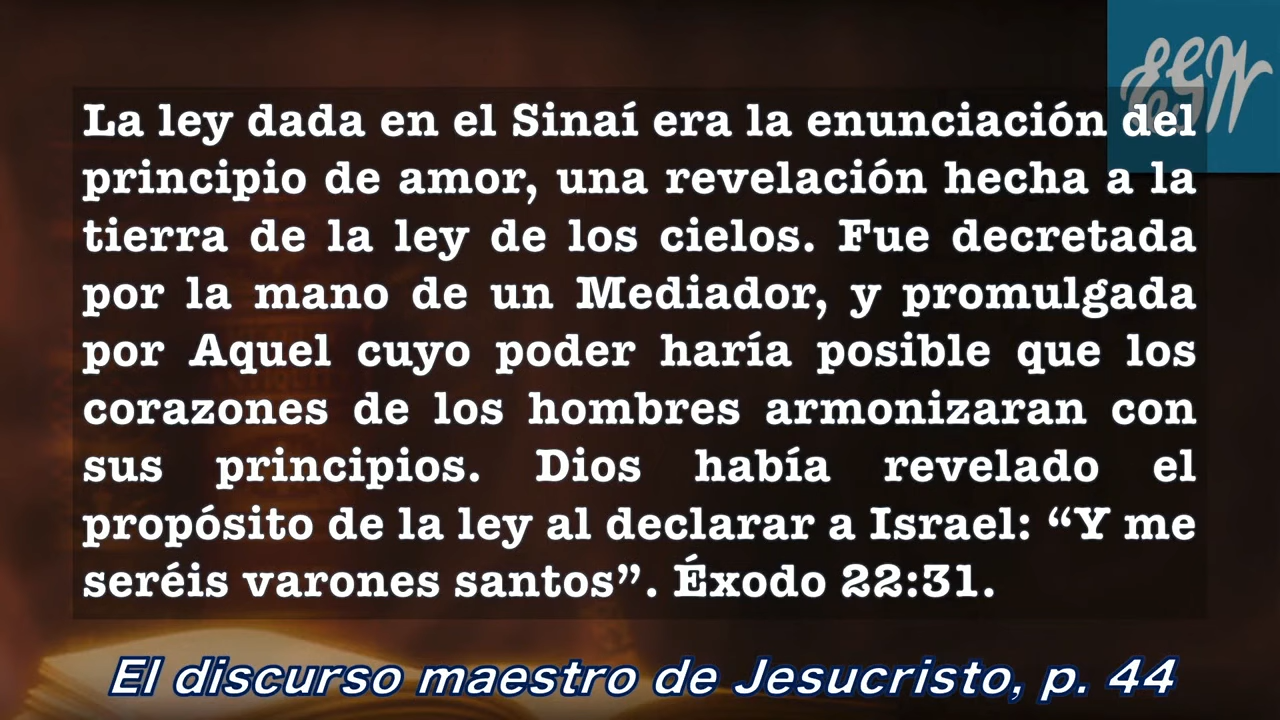 La ley dada en el Sinaí era la enunciación del
principio de amor, una revelación hecha a la
tierra de la ley de los cielos. Fue decretada
por la mano de un Mediador, y promulgada
por Aquel cuyo poder haría posible que los
corazones de los hombres armonizaran con
sus principios. Dios había revelado el
propósito de la ley al declarar a Israel: “Y me
seréis varones santos”. Éxodo 22:31.
El discurso maestro de Jesucristo, p. 44